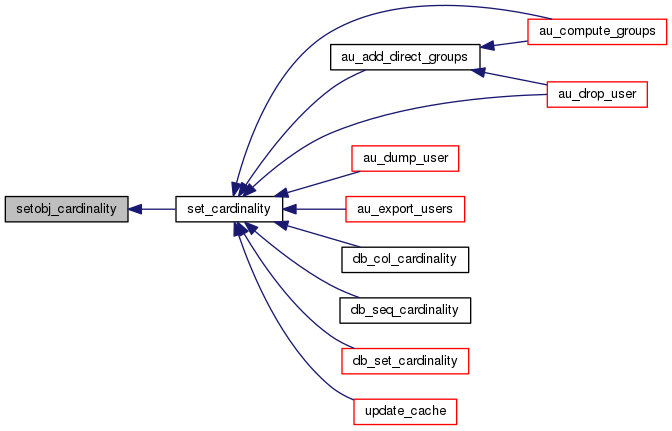 au_compute_groups
au_add_direct_groups
au_drop_user
au_dump_user
setobj_cardinality
set_cardinality
au_export_users
db_col_cardinality
db_seq_cardinality
db_set_cardinality
update_cache